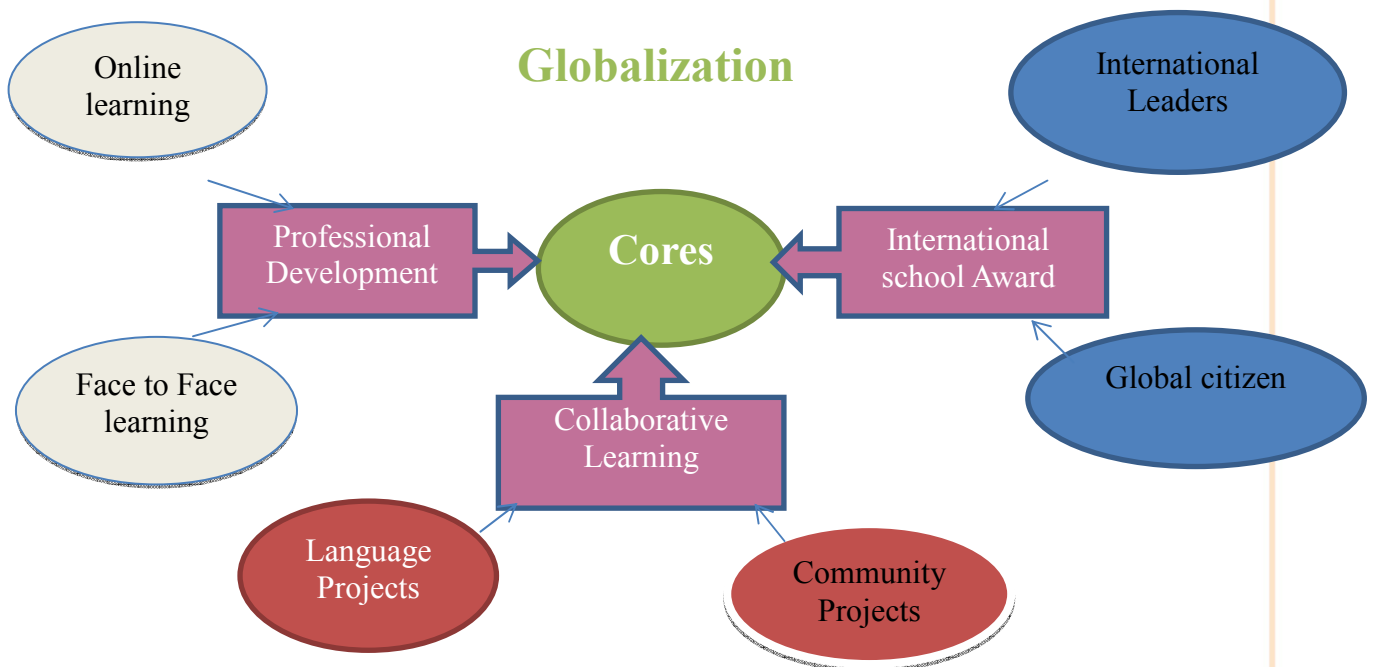 Globalization
Online
learning
International
Leaders
Professional
Development
Cores
International
school Award
Face to Face
learning
Global citizen
Collaborative
Learning
Language
Projects
Community
Projects